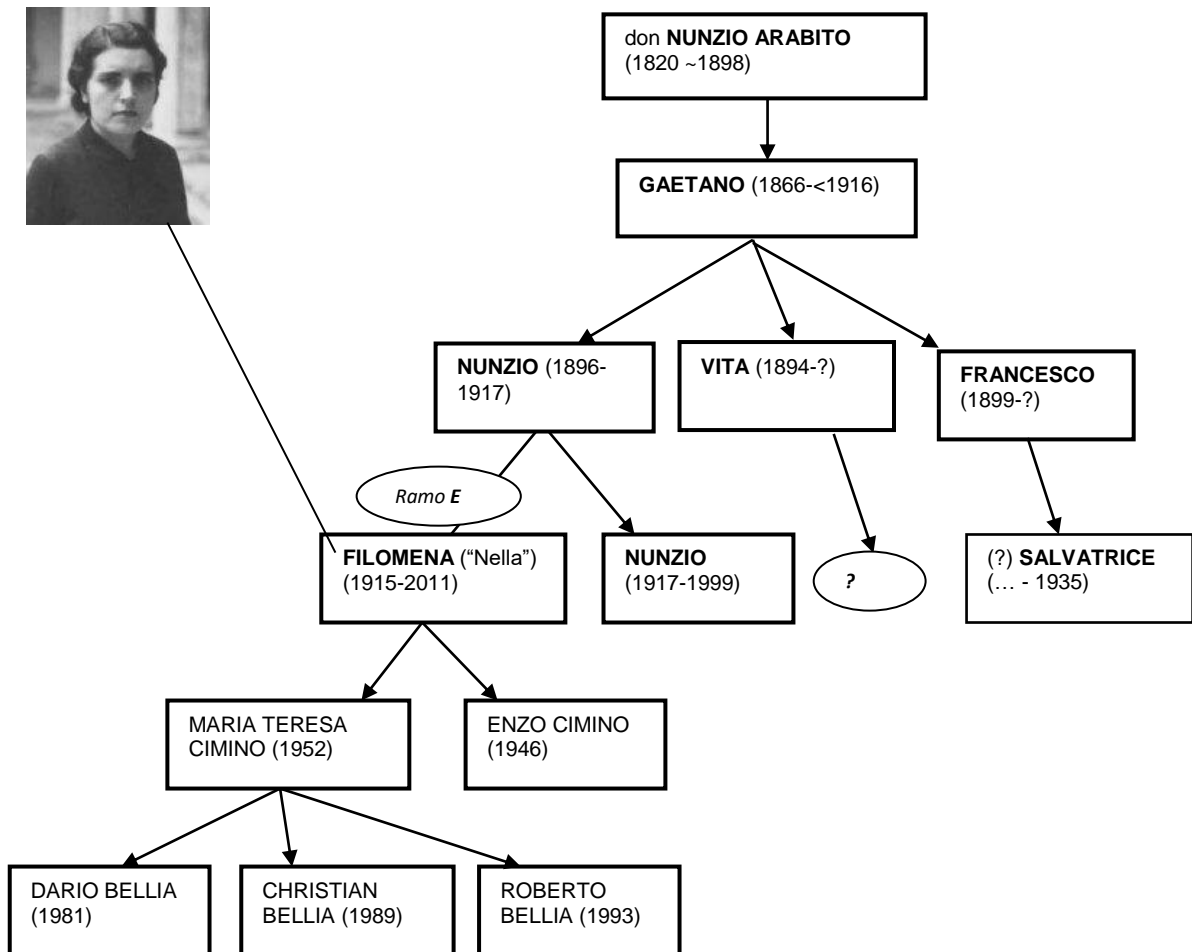 don NUNZIO ARABITO
(1820 ~1898)
GAETANO (1866-<1916)
NUNZIO (1896-
1917)
VITA (1894-?)
FRANCESCO
(1899-?)
Ramo E
FILOMENA (“Nella”)
(1915-2011)
NUNZIO
(1917-1999)
?
(?) SALVATRICE
(… - 1935)
MARIA TERESA
CIMINO (1952)
ENZO CIMINO
(1946)
DARIO BELLIA
(1981)
CHRISTIAN
BELLIA (1989)
ROBERTO
BELLIA (1993)